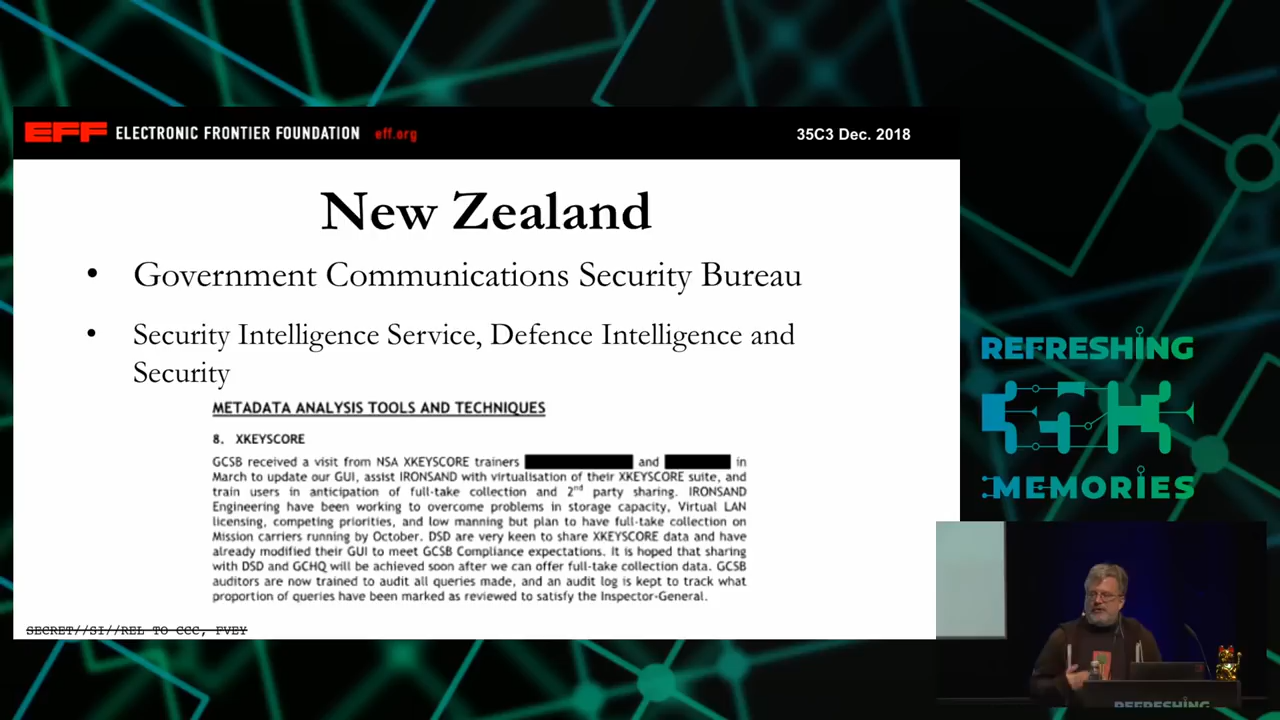 EFF ELECTRONIC FRONTIER FOUNDATION eff.org
35C3 Dec. 2018
New Zealand
• Government Communications Security Bureau
• Security Intelligence Service, Defence Intelligence and
Security
METADATA ANALYSIS TOOLS AND TECHNIQUES
8. XKEYSCORE
GCSB received a visit from NSA XKEYSCORE trainers and in
March to update our GUI, assist IRONSAND with virtualisation of their XKEYSCORE suite, and
train users in anticipation of full-take collection and 2nd party sharing. IRONSAND
Engineering have been working to overcome problems in storage capacity, Virtual LAN
licensing, competing priorities, and low manning but plan to have full-take collection on
Mission carriers running by October. DSD are very keen to share XKEYSCORE data and have
already modified their GUI to meet GCSB Compliance expectations. It is hoped that sharing
with DSD and GCHQ will be achieved soon after we can offer full-take collection data. GCSB
auditors are now trained to audit all queries made, and an audit log is kept to track what
proportion of queries have been marked as reviewed to satisfy the Inspector-General.
SECRET//SI//REL TO CCC, FVEY
REFRESHING
MEMORIES
REFRESHING